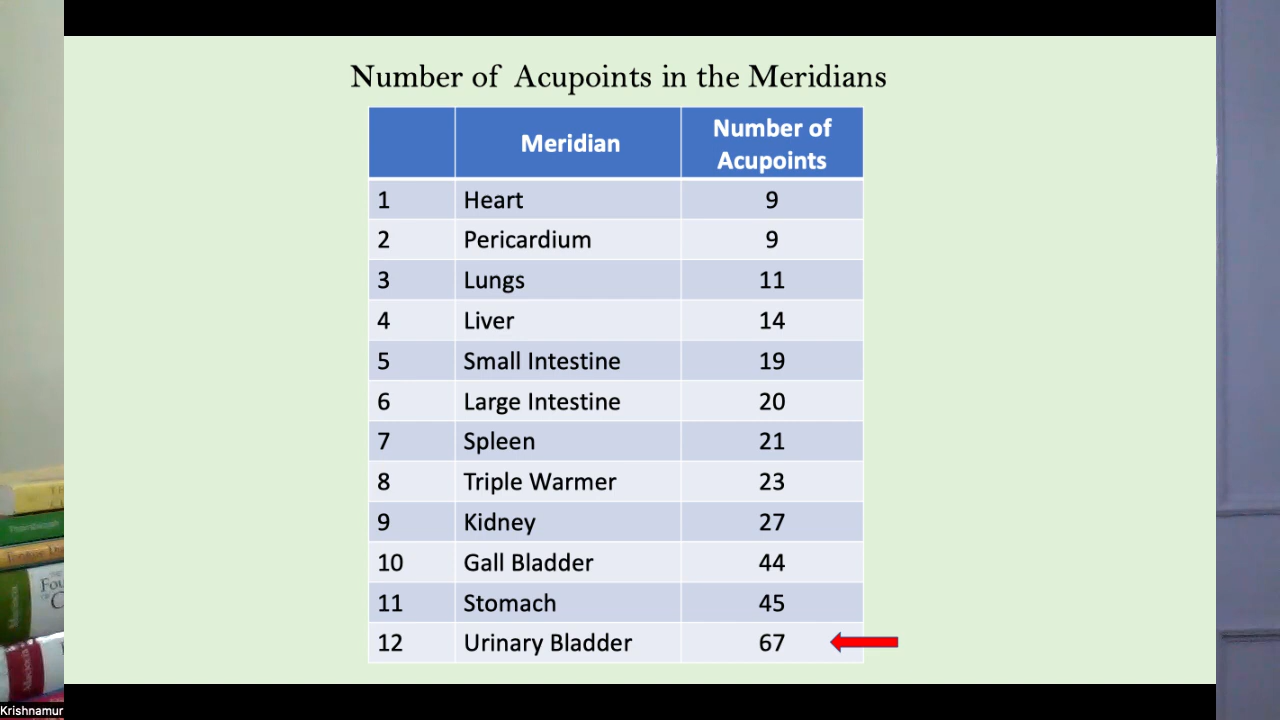 Number of Acupoints in the Meridians
Meridian Number of Acupoints
1 Heart 9
2 Pericardium 9
3 Lungs 11
4 Liver 14
5 Small Intestine 19
6 Large Intestine 20
7 Spleen 21
8 Triple Warmer 23
9 Kidney 27
10 Gall Bladder 44
11 Stomach 45
12 Urinary Bladder 67
Krishnamur